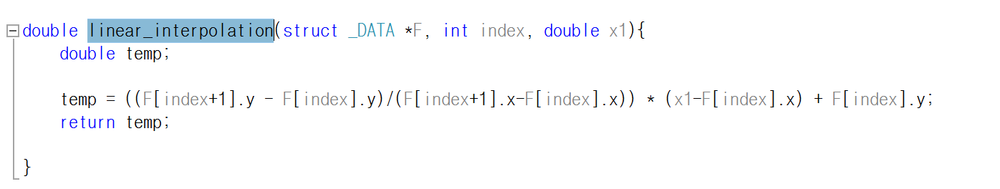 double linear_interpolation(struct _DATA *F, int index, double x1){
double temp;
temp = ((F[index+1].y - F[index].y)/(F[index+1].x-F[index].x)) * (x1-F[index].x) + F[index].y;
return temp;
}